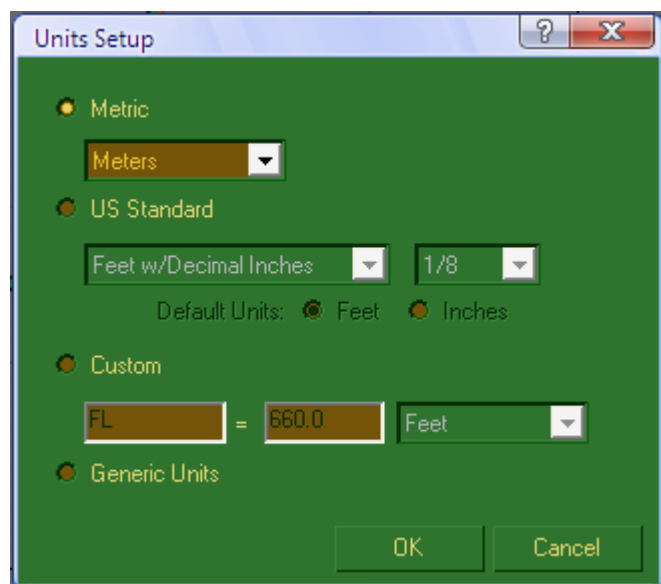 Units Setup
Metric
Meters
US Standard
Feet w/Decimal Inches 1/8
Default Units: Feet Inches
Custom
FL = 660.0 Feet
Generic Units
OK Cancel